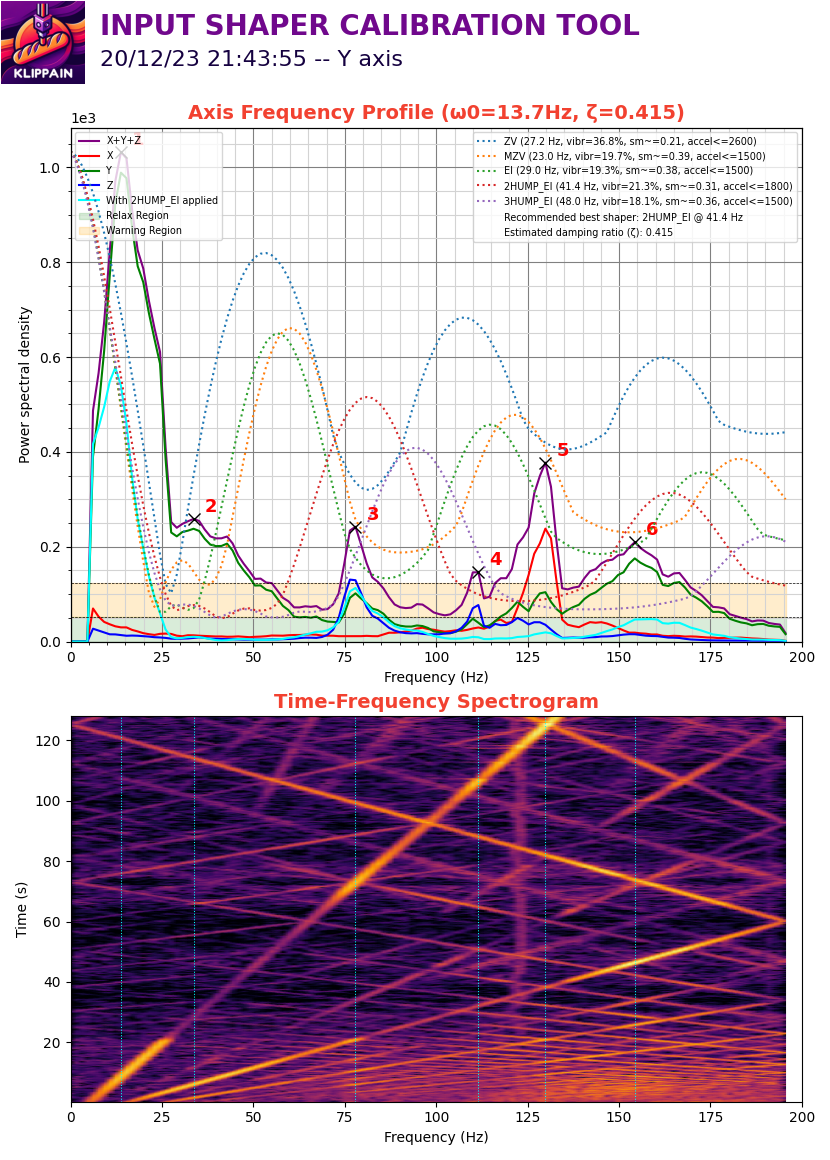 INPUT SHAPER CALIBRATION TOOL
20/12/23 21:43:55 -- Y axis
KLIPPAIN
Axis Frequency Profile (ω0=13.7Hz, ζ=0.415)
1e3
X+Y+Z
X
Y
Z
With 2HUMP_EI applied
Relax Region
Warning Region
ZV (27.2 Hz, vibr=36.8%, sm~=0.21, accel<=2600)
MZV (23.0 Hz, vibr=19.7%, sm~=0.39, accel<=1500)
EI (29.0 Hz, vibr=19.3%, sm~=0.38, accel<=1500)
2HUMP_EI (41.4 Hz, vibr=21.3%, sm~=0.31, accel<=1800)
3HUMP_EI (48.0 Hz, vibr=18.1%, sm~=0.36, accel<=1500)
Recommended best shaper: 2HUMP_EI @ 41.4 Hz
Estimated damping ratio (ζ): 0.415
1
2
3
4
5
6
Power spectral density
1.0
0.8
0.6
0.4
0.2
0.0
0 25 50 75 100 125 150 175 200
Frequency (Hz)
Time-Frequency Spectrogram
Time (s)
120
100
80
60
40
20
0 25 50 75 100 125 150 175 200
Frequency (Hz)